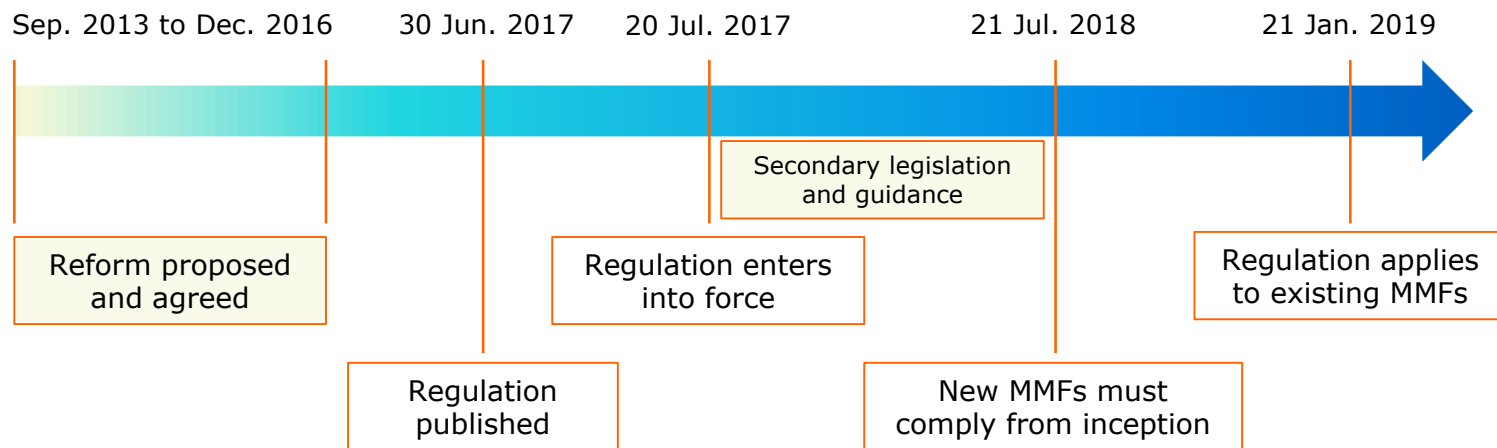 Sep. 2013 to Dec. 2016
30 Jun. 2017
20 Jul. 2017
21 Jul. 2018
21 Jan. 2019
Secondary legislation
and guidance
Reform proposed
and agreed
Regulation enters
into force
Regulation applies
to existing MMFs
Regulation
published
New MMFs must
comply from inception